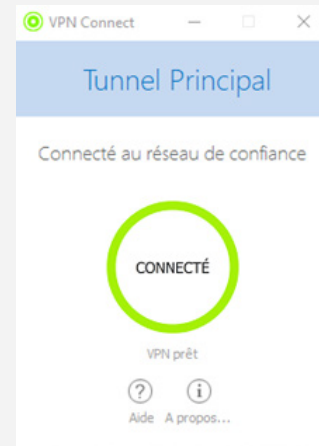 VPN Connect
Tunnel Principal
Connecté au réseau de confiance
CONNECTÉ
VPN prêt
Aide A propos...